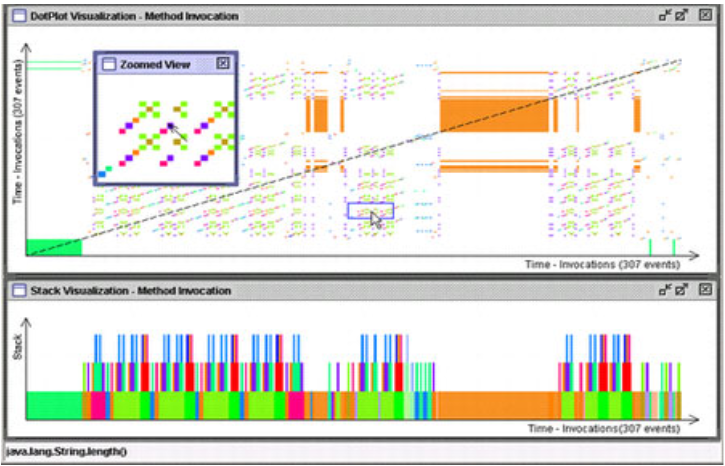 DotPlot Visualization - Method Invocation
Zoomed View
Time - Invocations (307 events)
Time - Invocations (307 events)
Stack Visualization - Method Invocation
Stack
Time - Invocations(307 events)
java.lang.String.length()